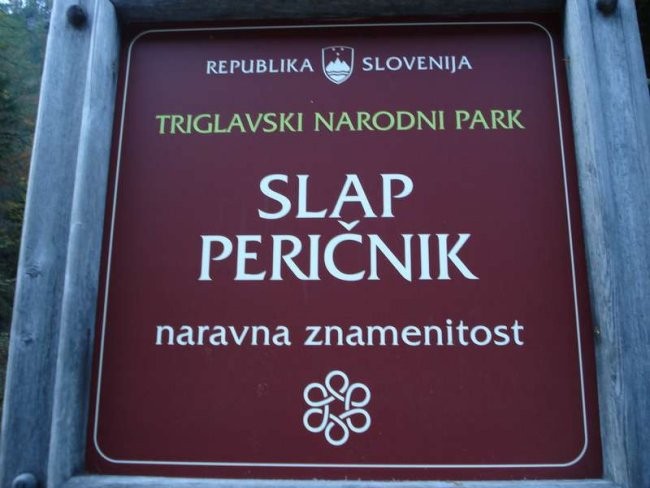 REPUBLIKA SLOVENIJA
TRIGLAVSKI NARODNI PARK
SLAP
PERIČNIK
naravna znamenitost